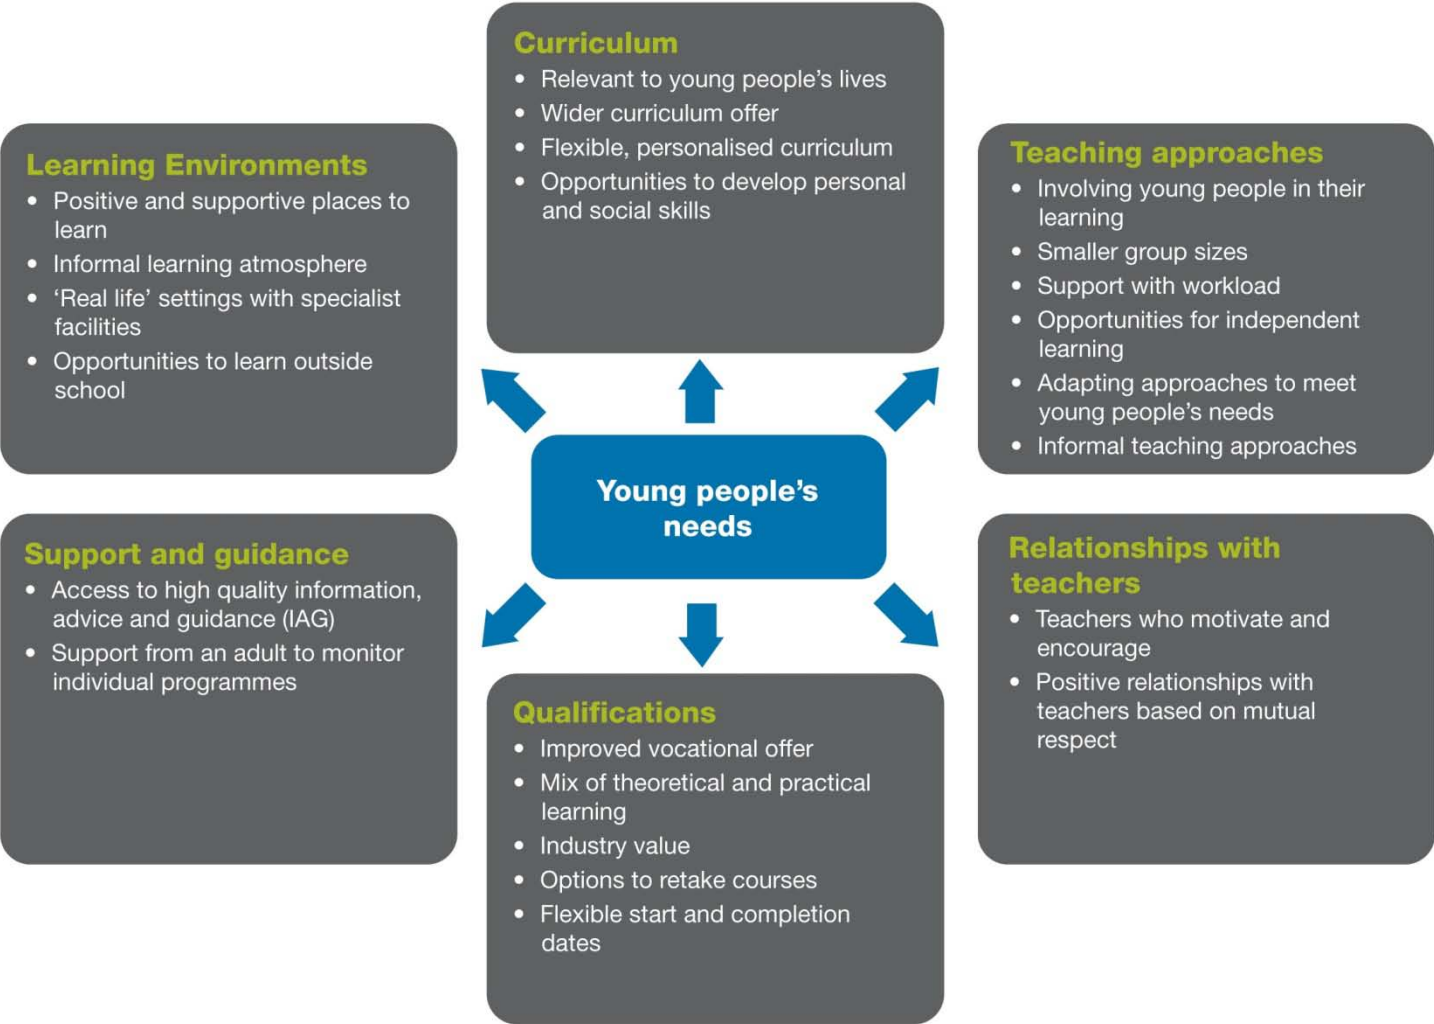 Curriculum
• Relevant to young people’s lives
• Wider curriculum offer
• Flexible, personalised curriculum
• Opportunities to develop personal
and social skills
Learning Environments
• Positive and supportive places to
learn
• Informal learning atmosphere
• ‘Real life’ settings with specialist
facilities
• Opportunities to learn outside
school
Teaching approaches
• Involving young people in their
learning
• Smaller group sizes
• Support with workload
• Opportunities for independent
learning
• Adapting approaches to meet
young people’s needs
• Informal teaching approaches
Young people’s
needs
Support and guidance
• Access to high quality information,
advice and guidance (IAG)
• Support from an adult to monitor
individual programmes
Relationships with
teachers
• Teachers who motivate and
encourage
• Positive relationships with
teachers based on mutual
respect
Qualifications
• Improved vocational offer
• Mix of theoretical and practical
learning
• Industry value
• Options to retake courses
• Flexible start and completion
dates